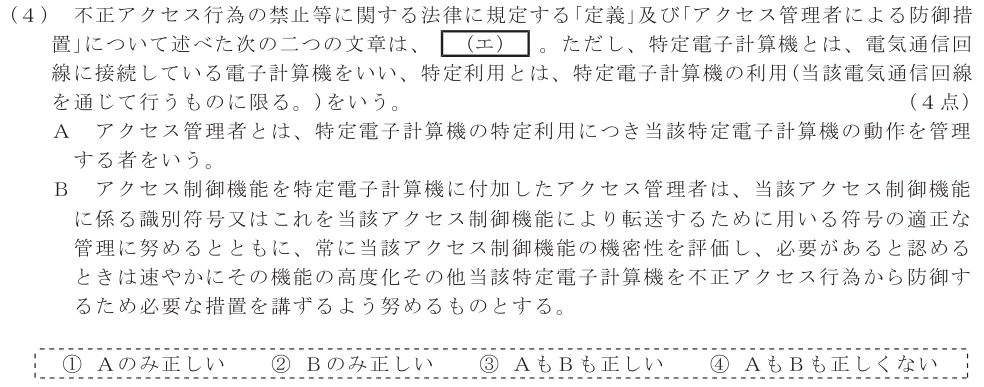 (４)　不正アクセス行為の禁止等に関する法律に規定する｢定義｣及び｢アクセス管理者による防御措
置｣について述べた次の二つの文章は、 (エ) 。ただし、特定電子計算機とは、電気通信回
線に接続している電子計算機をいい、特定利用とは、特定電子計算機の利用(当該電気通信回線
を通じて行うものに限る。)をいう。　(４点)
Ａ　アクセス管理者とは、特定電子計算機の特定利用につき当該特定電子計算機の動作を管理
する者をいう。
Ｂ　アクセス制御機能を特定電子計算機に付加したアクセス管理者は、当該アクセス制御機能
に係る識別符号又はこれを当該アクセス制御機能により転送するために用いる符号の適正な
管理に努めるとともに、常に当該アクセス制御機能の機密性を評価し、必要があると認める
ときは速やかにその機能の高度化その他当該特定電子計算機を不正アクセス行為から防御す
るため必要な措置を講ずるよう努めるものとする。
① Ａのみ正しい　② Ｂのみ正しい　③ ＡもＢも正しい　④ ＡもＢも正しくない